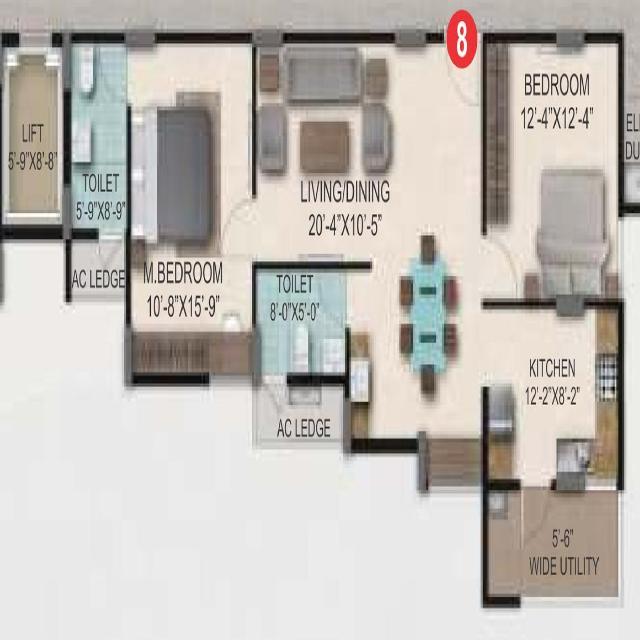 8
BEDROOM
12'-4"X12'-4"
LIFT
5'-9"X8'-8"
TOILET
5'-9"X8'-9"
LIVING/DINING
20'-4"X10'-5"
AC LEDGE
M.BEDROOM
10'-8"X15'-9"
TOILET
8'-0"X5'-0"
KITCHEN
12'-2"X8'-2"
AC LEDGE
5'-6"
WIDE UTILITY